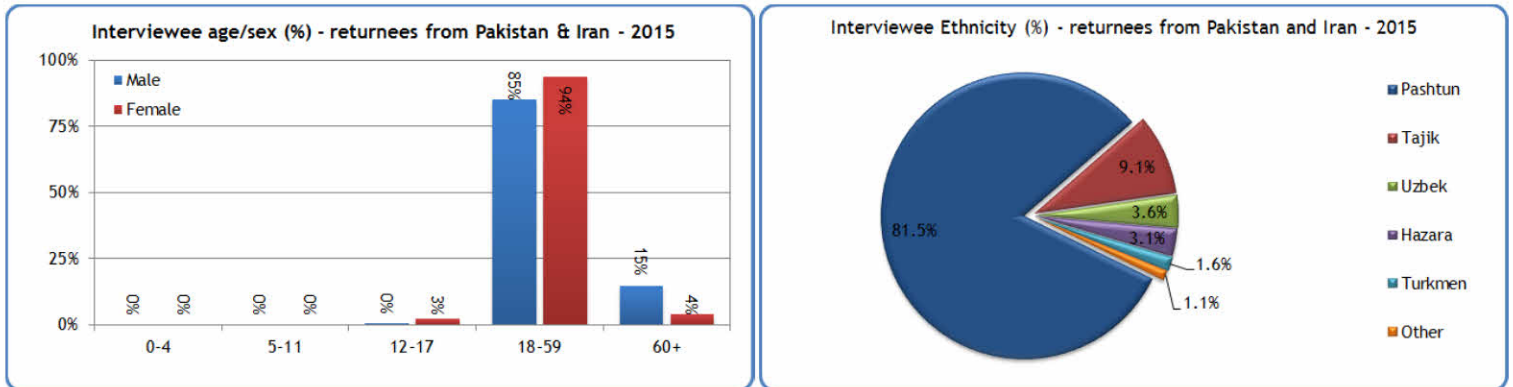 Interviewee age/sex (%) - returnees from Pakistan & Iran - 2015
100%
75%
50%
25%
0%
Male
Female
0%
0%
0%
0%
0%
3%
85%
94%
15%
4%
0-4
5-11
12-17
18-59
60+
Interviewee Ethnicity (%) - returnees from Pakistan and Iran - 2015
81.5%
9.1%
3.6%
3.1%
1.6%
1.1%
Pashtun
Tajik
Uzbek
Hazara
Turkmen
Other